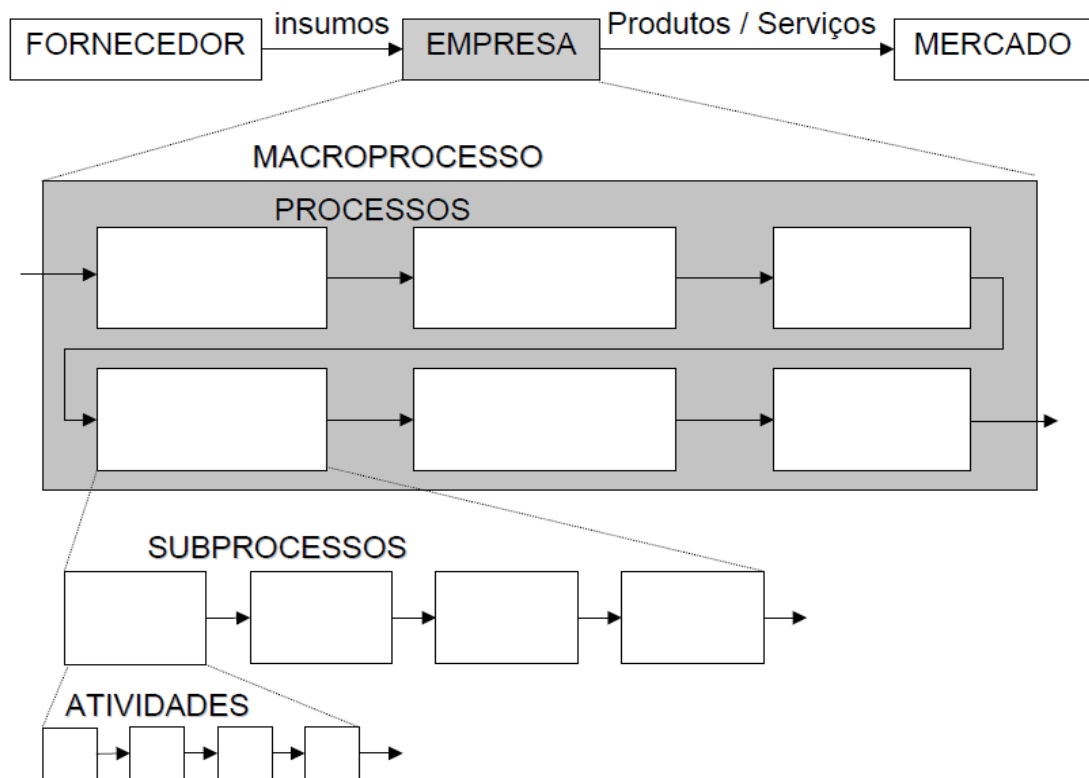 FORNECEDOR
insumos
EMPRESA
Produtos / Serviços
MERCADO
MACROPROCESSO
PROCESSOS
SUBPROCESSOS
ATIVIDADES